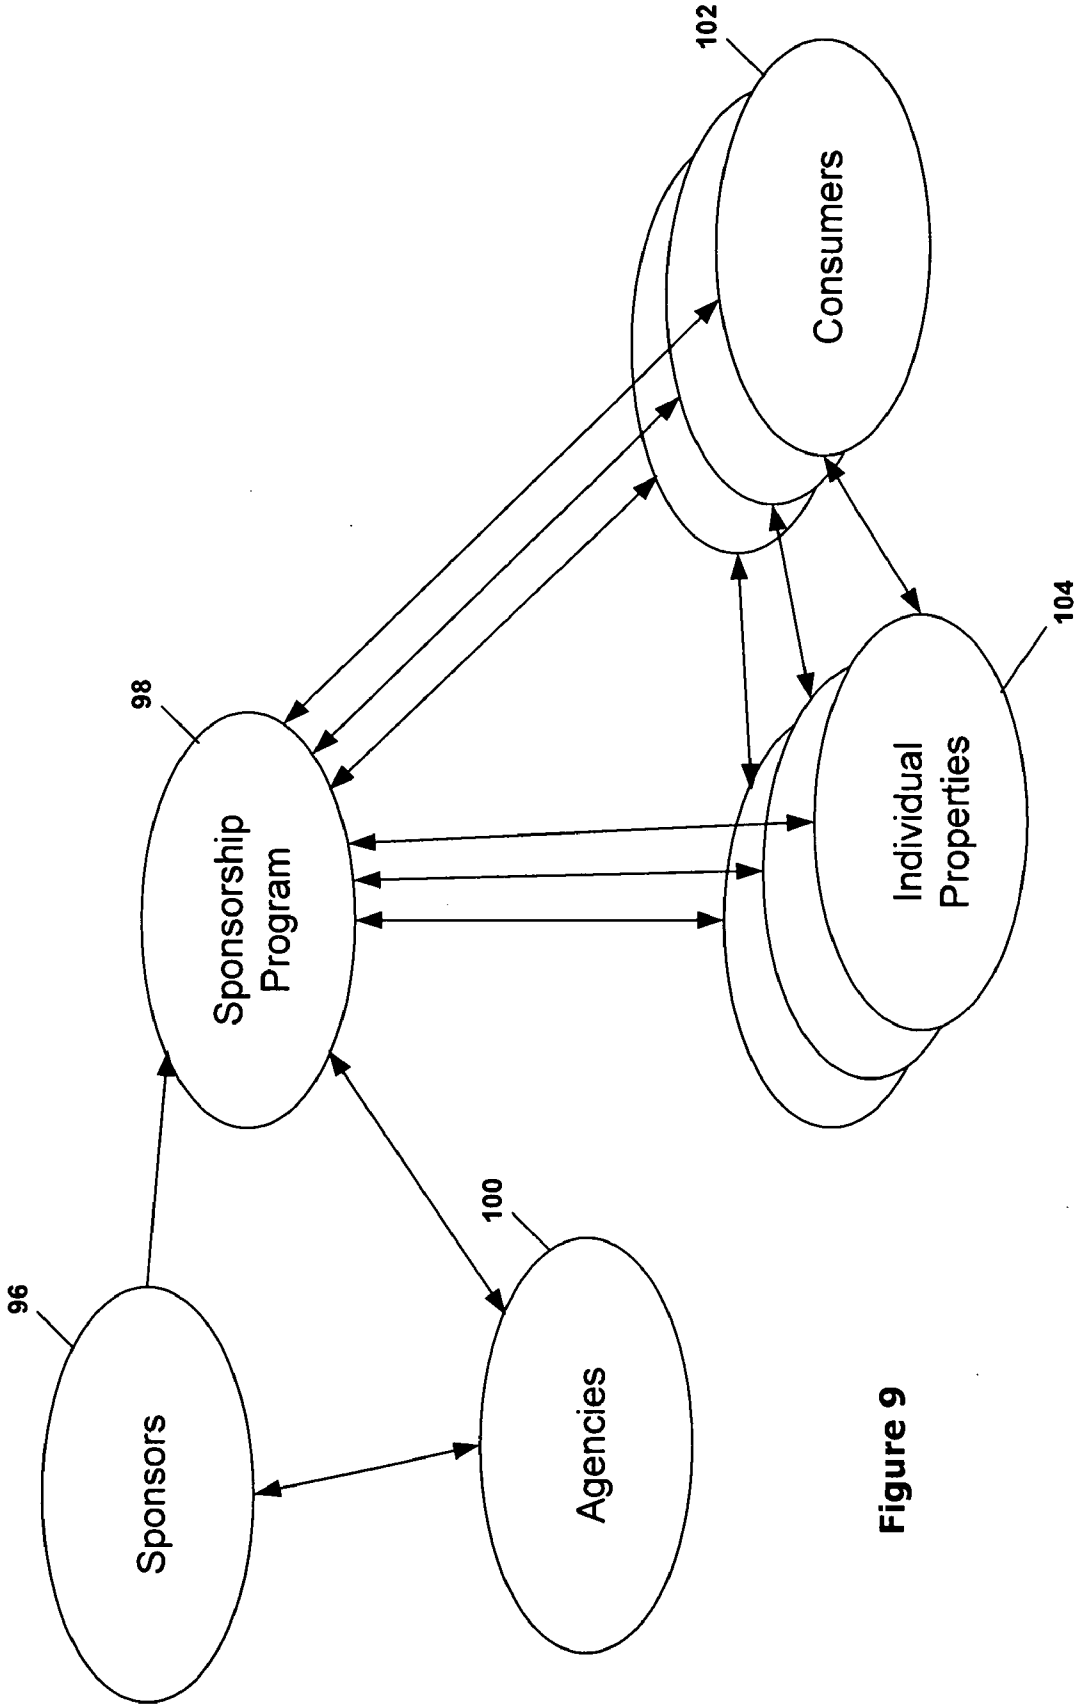 96
Sponsors
98
Sponsorship
Program
100
Agencies
102
Consumers
104
Individual
Properties
Figure 9